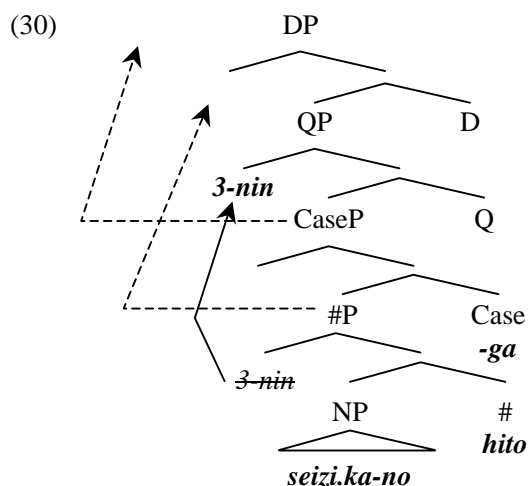 (30) DP
QP D
3-nin
CaseP Q
#P Case
-ga
3-nin
NP #
hito
seizi.ka-no